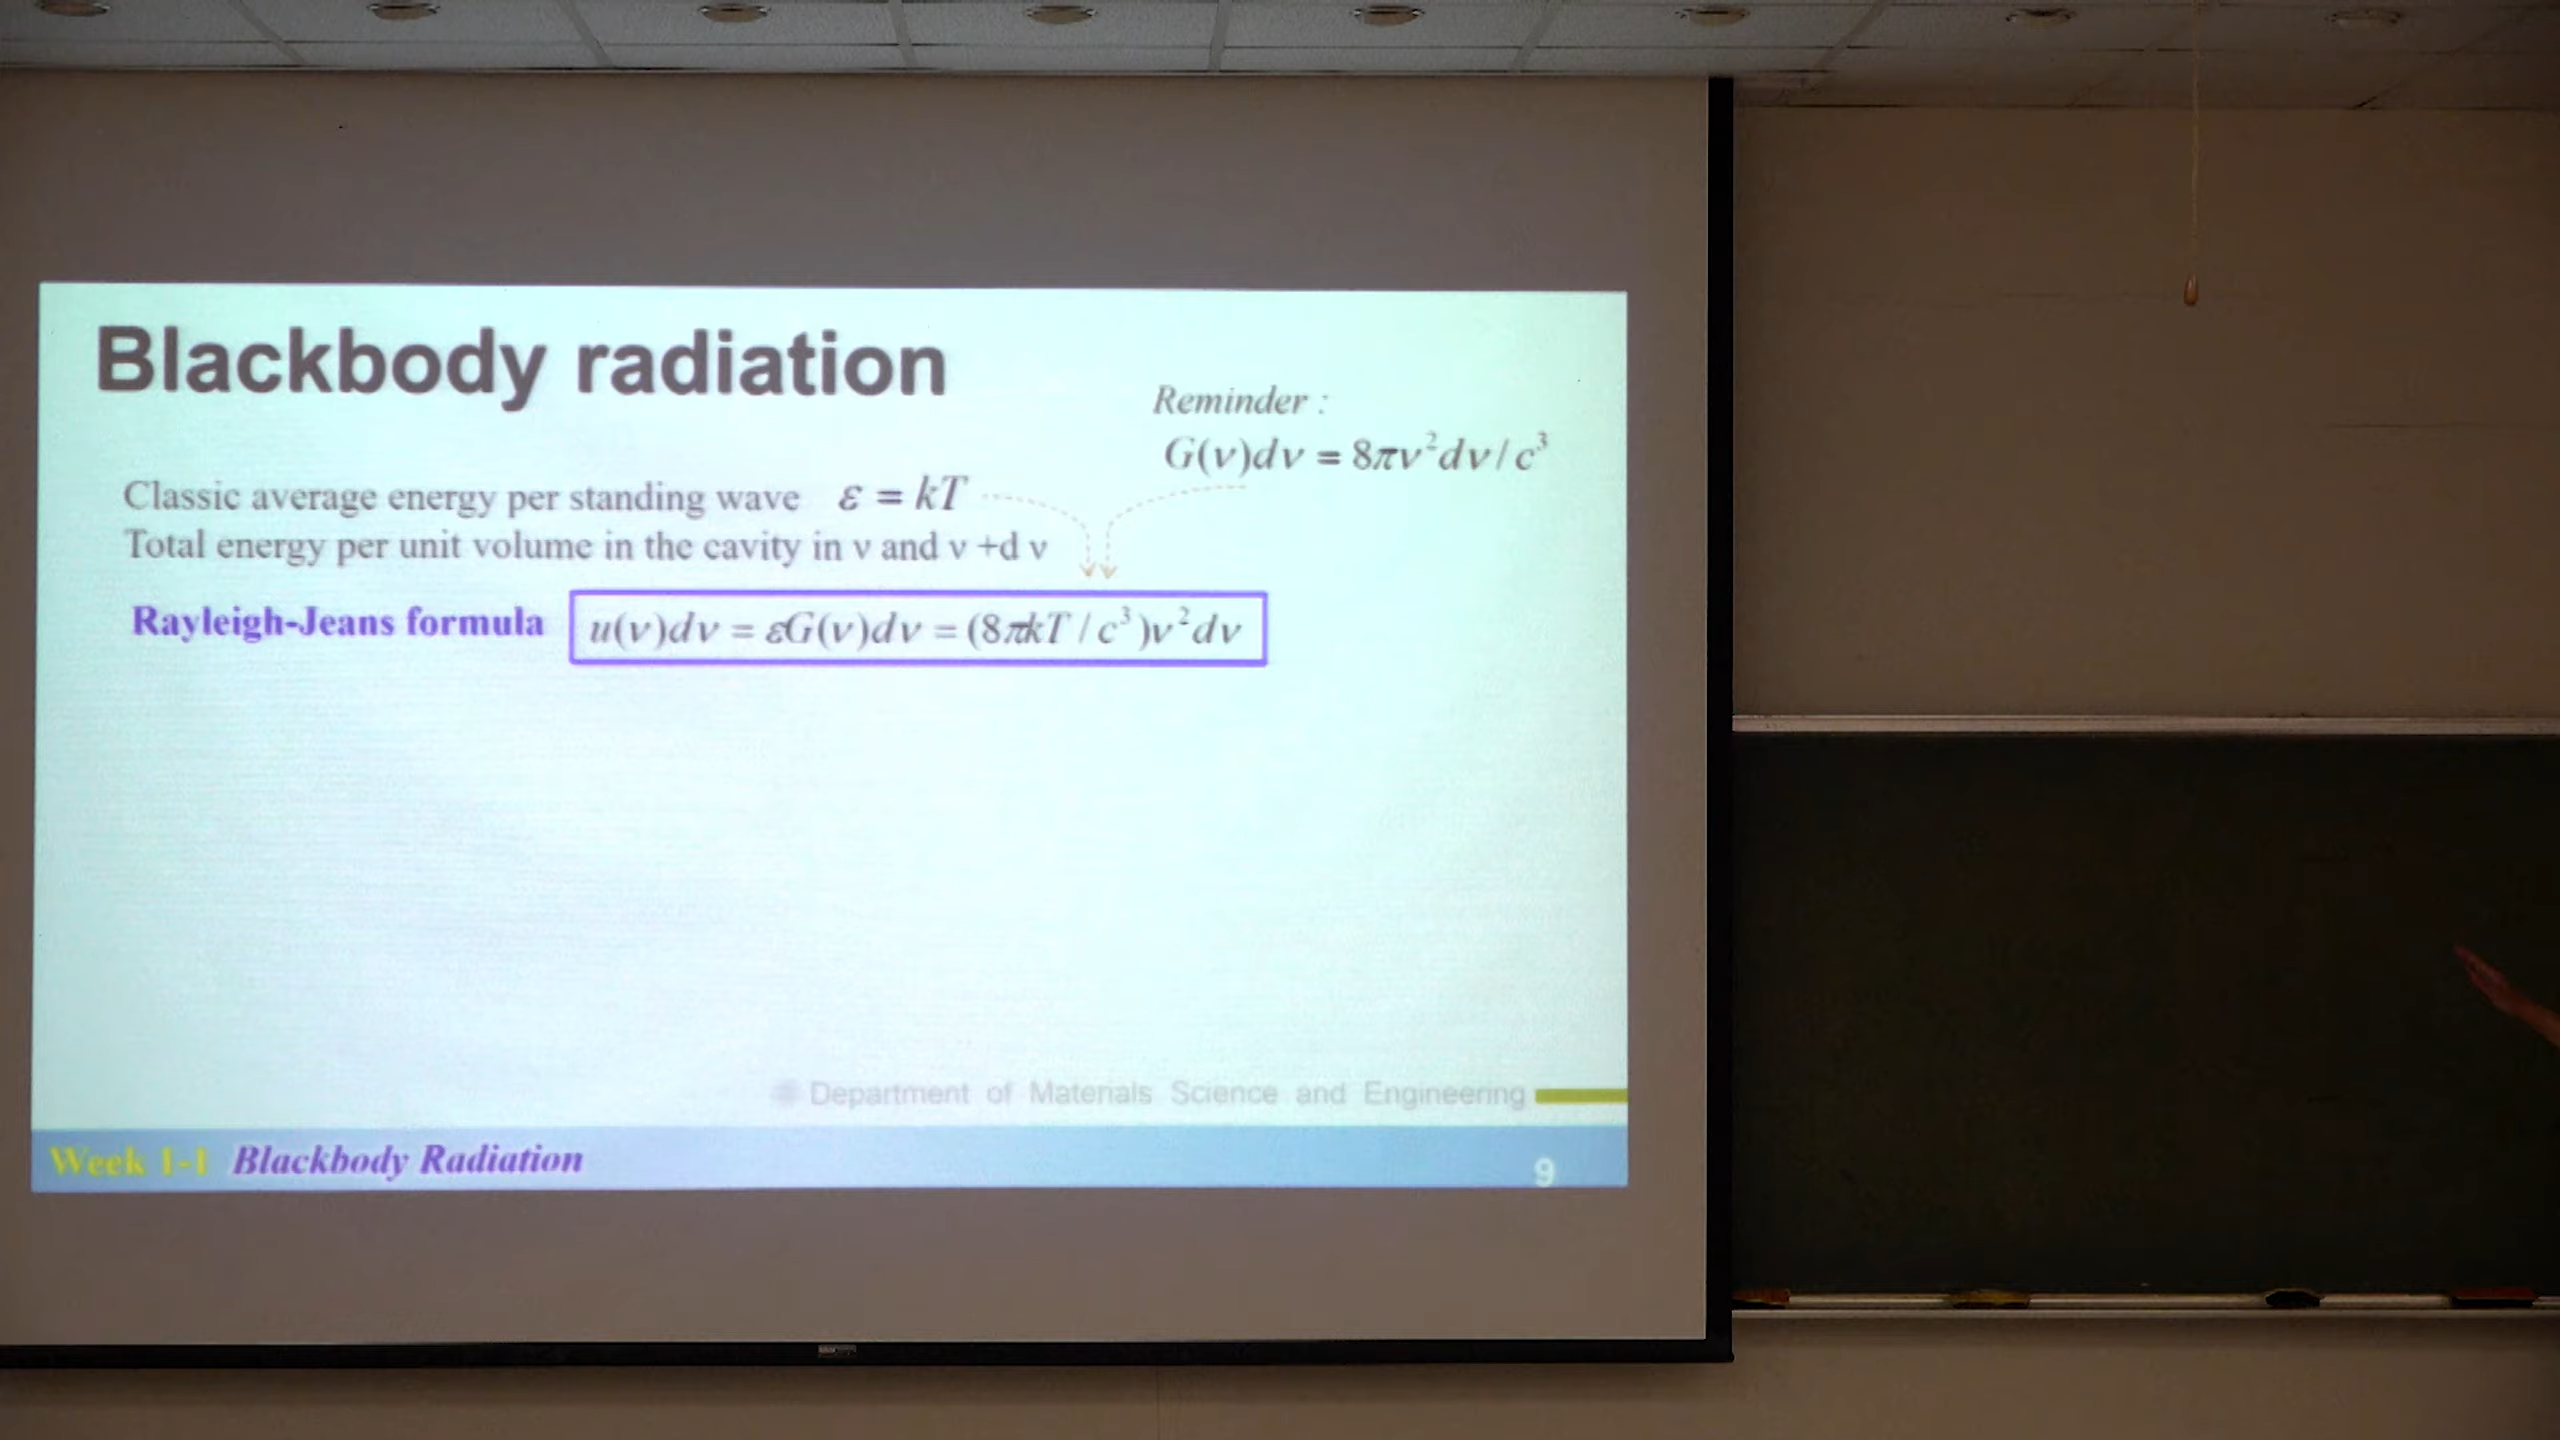 Blackbody radiation
Reminder :
G(ν)dν = 8πν²dν/c³
Classic average energy per standing wave ε = kT
Total energy per unit volume in the cavity in ν and ν +d ν
Rayleigh-Jeans formula u(ν)dν = εG(ν)dν = (8πkT / c³)ν²dν
Department of Materials Science and Engineering
Week 1-1 Blackbody Radiation
9